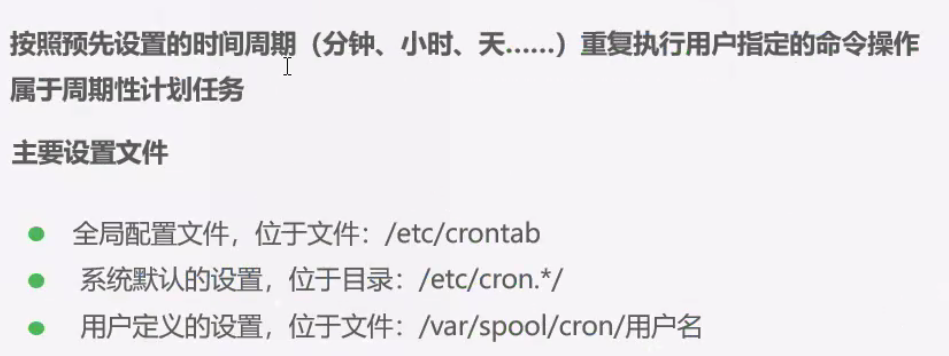 按照预先设置的时间周期（分钟、小时、天……）重复执行用户指定的命令操作
属于周期性计划任务
主要设置文件
全局配置文件，位于文件：/etc/crontab
系统默认的设置，位于目录：/etc/cron.*/
用户定义的设置，位于文件：/var/spool/cron/用户名